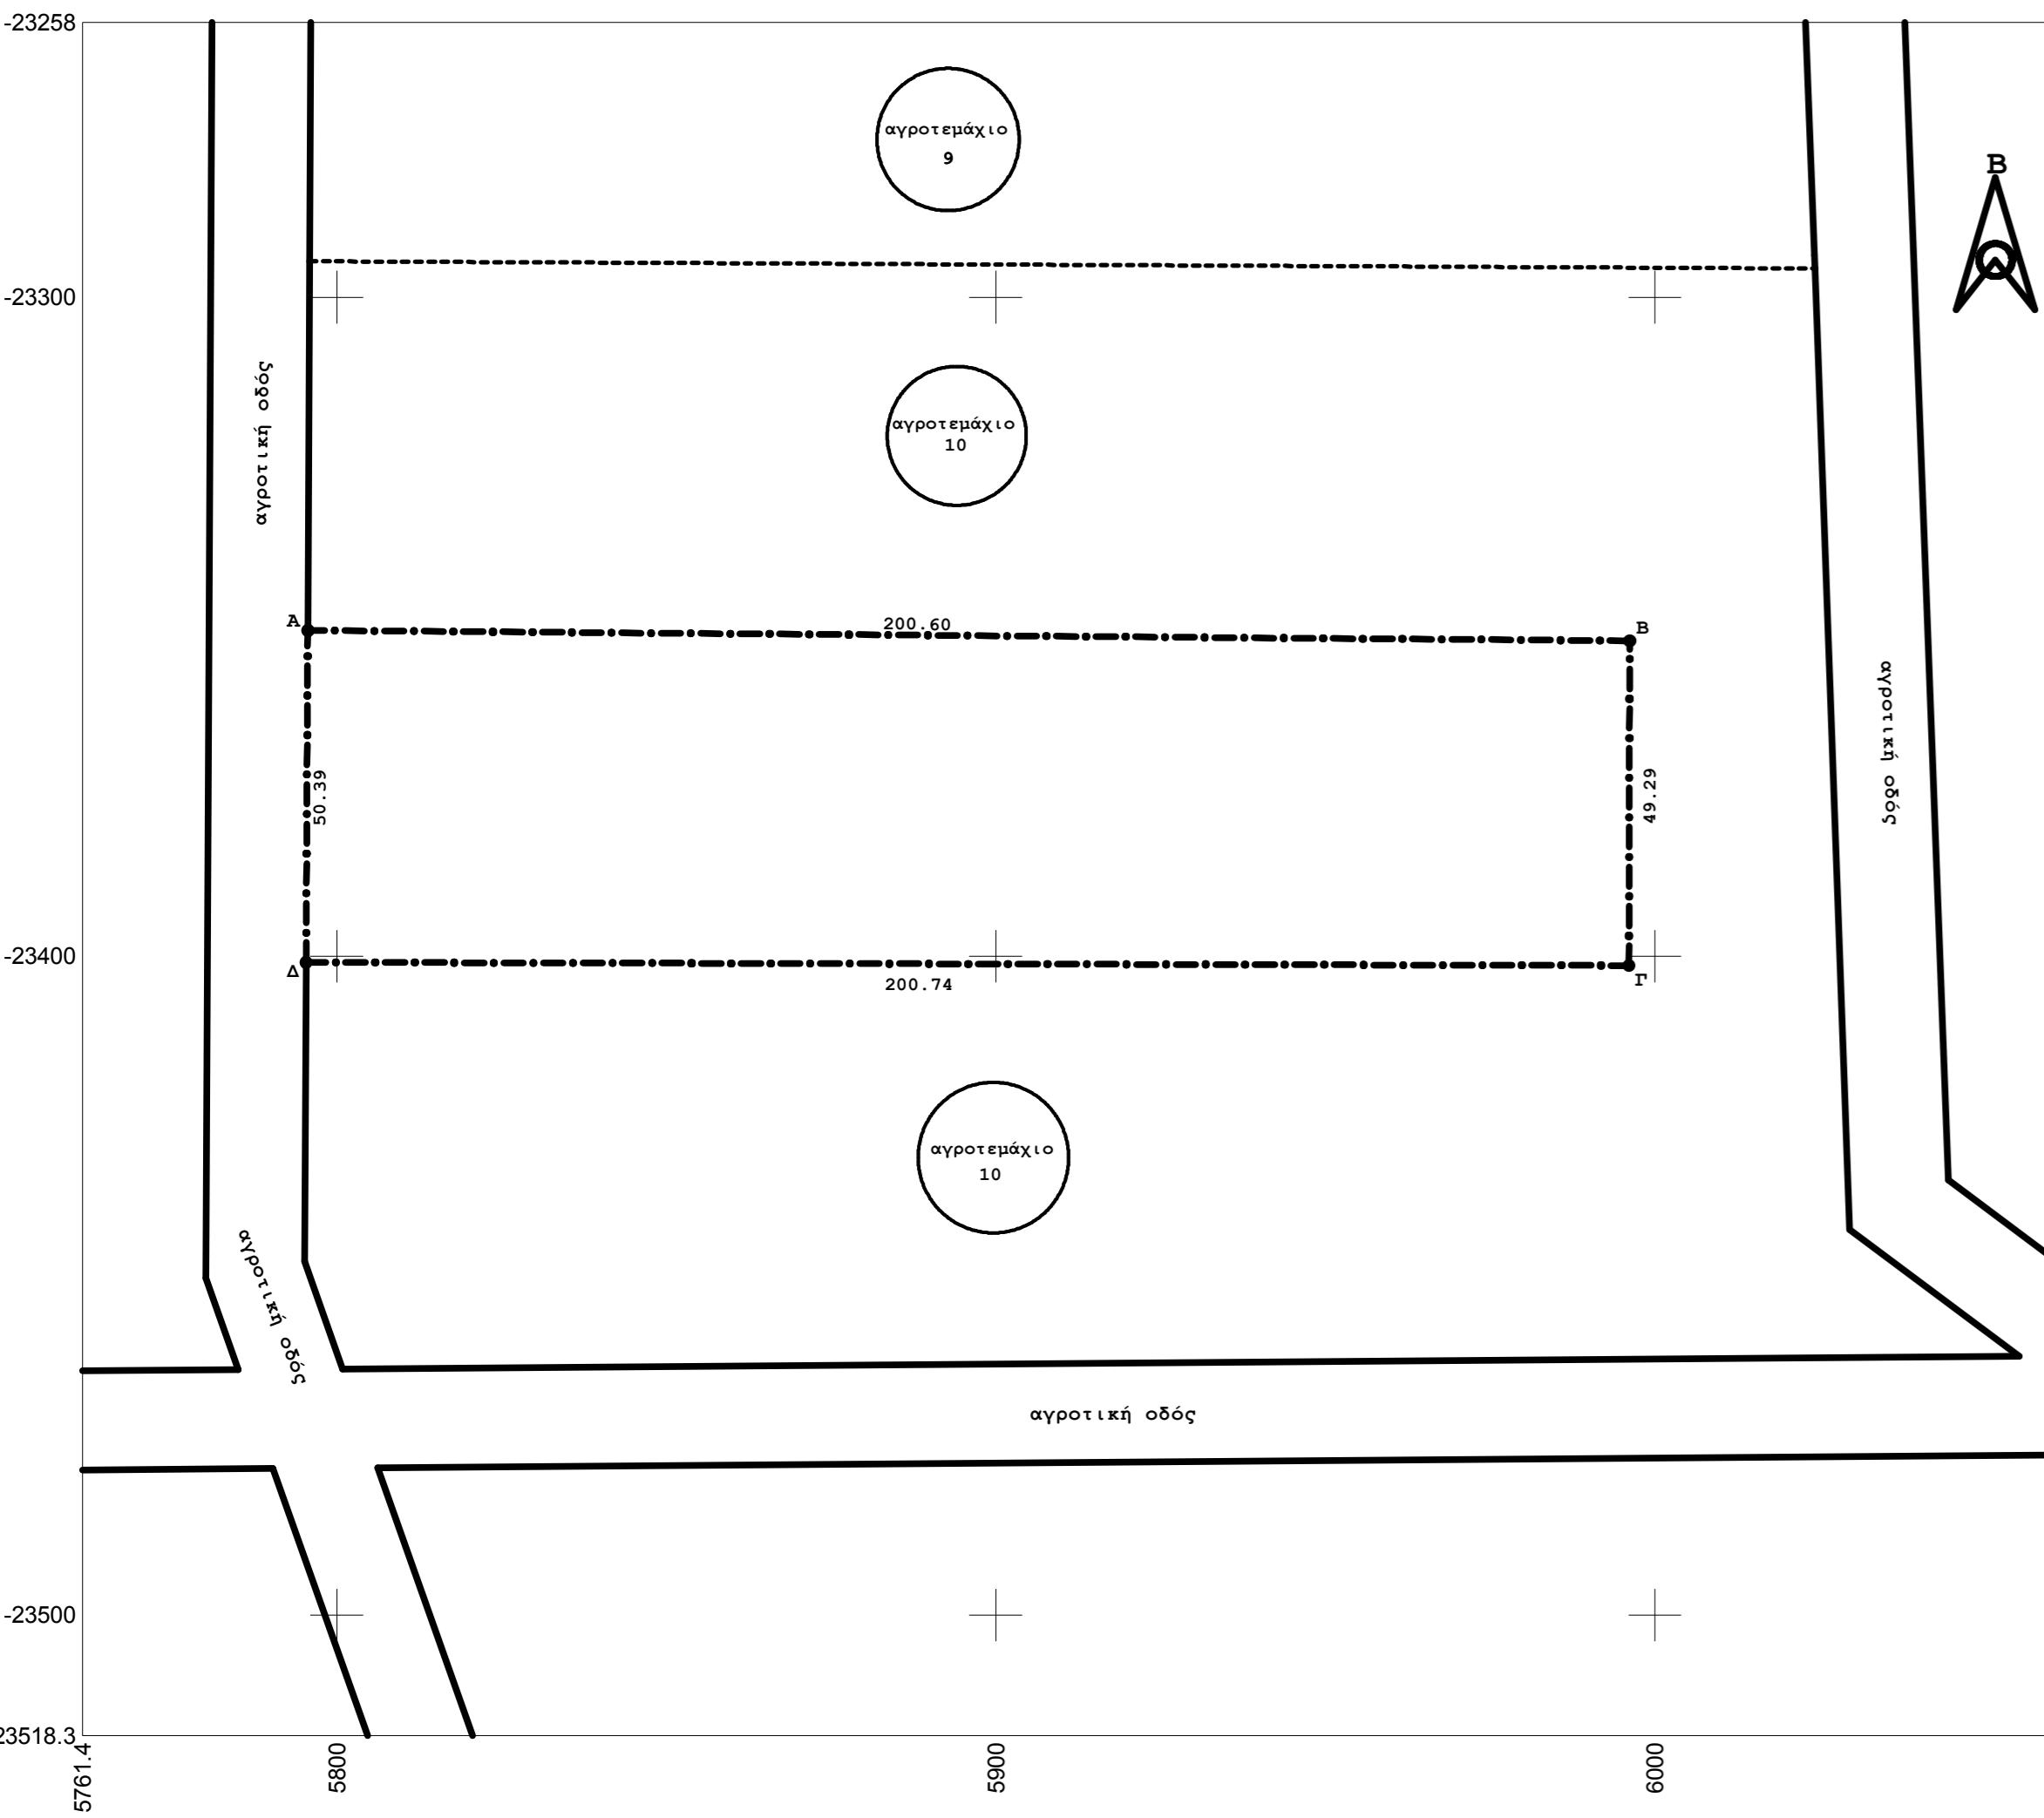 -23258
αγροτεμάχιο
9
Β
-23300
αγροτική οδός
αγροτεμάχιο
10
Α
200.60
Β
αγροτική οδός
50.39
49.29
-23400
Δ
200.74
Γ
αγροτεμάχιο
10
αγροτική οδός
αγροτική οδός
-23500
23518.3
5761.4
5800
5900
6000